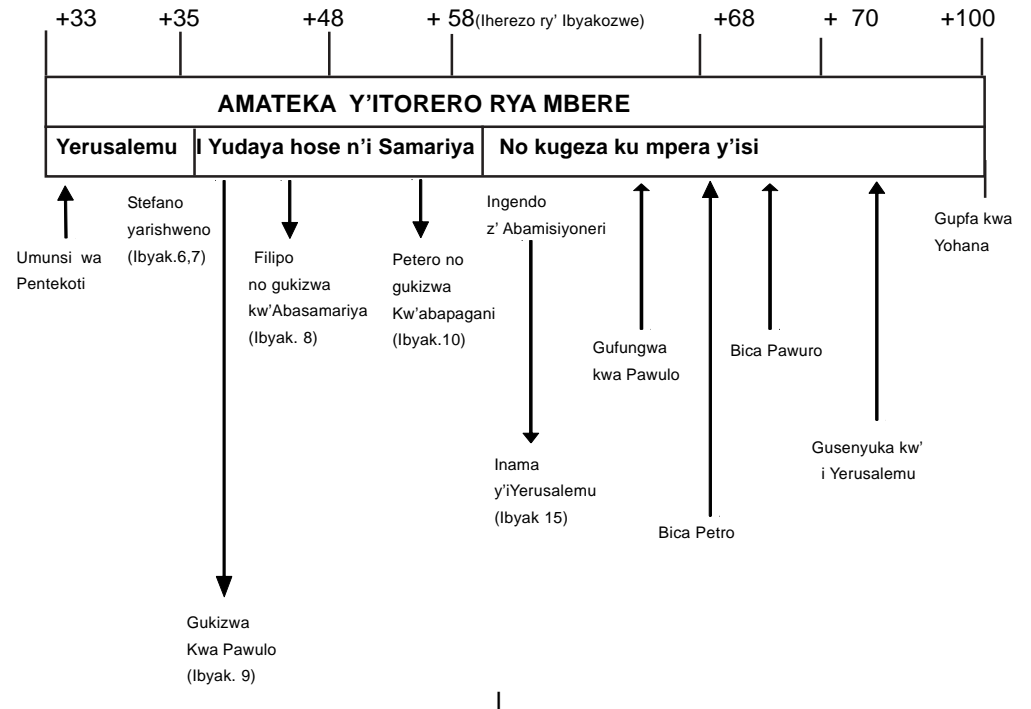 +33 +35 +48 + 58(Iherezo ry' Ibyakozwe) +68 + 70 +100
AMATEKA Y'ITORERO RYA MBERE
Yerusalemu I Yudaya hose n'i Samariya No kugeza ku mpera y'isi
Umunsi wa
Pentekoti
Stefano
yarishweno
(Ibyak.6,7)
Gukizwa
Kwa Pawulo
(Ibyak. 9)
Filipo
no gukizwa
kw'Abasamariya
(Ibyak. 8)
Petero no
gukizwa
Kw'abapagani
(Ibyak.10)
Ingendo
z' Abamisiyoneri
Inama
y'iYerusalemu
(Ibyak 15)
Gufungwa
kwa Pawulo
Bica Petro
Bica Pawuro
Gusenyuka kw'
i Yerusalemu
Gupfa kwa
Yohana